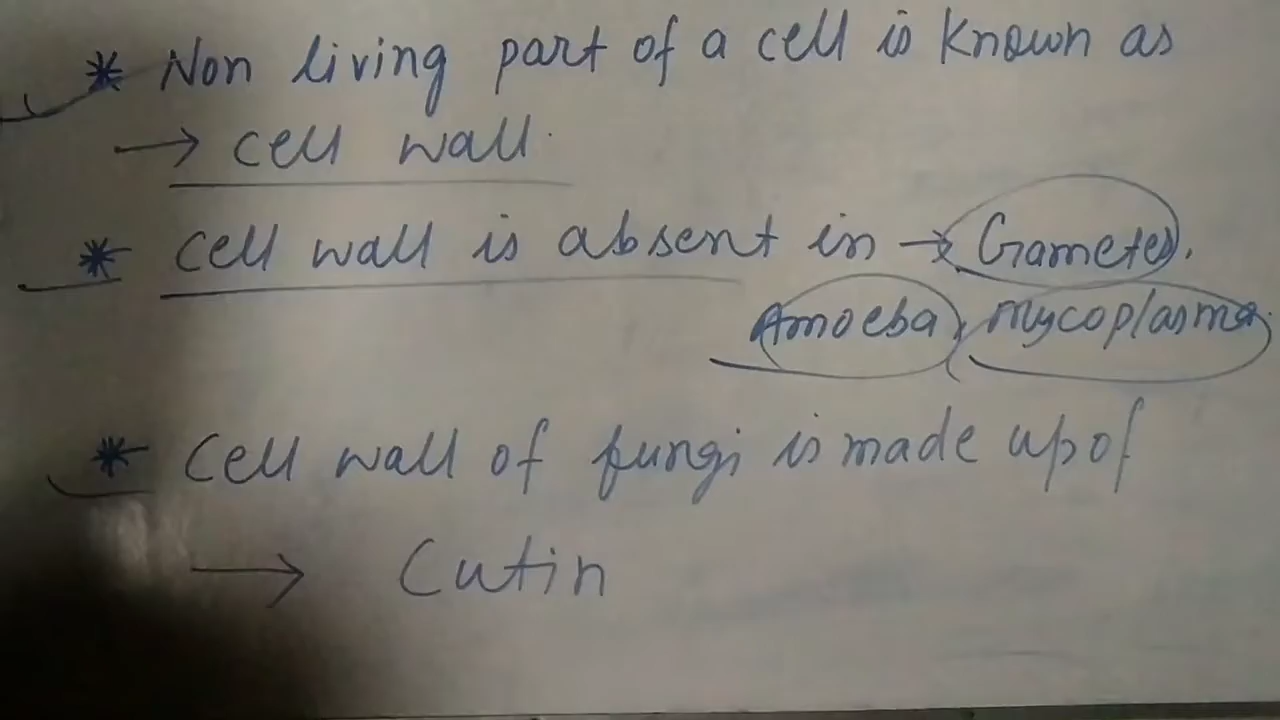 * Non living part of a cell is known as
→ cell wall.
* cell wall is absent in → Gametes.
Amoeba, mycoplasma.
* Cell wall of fungi is made up of
→ Cutin